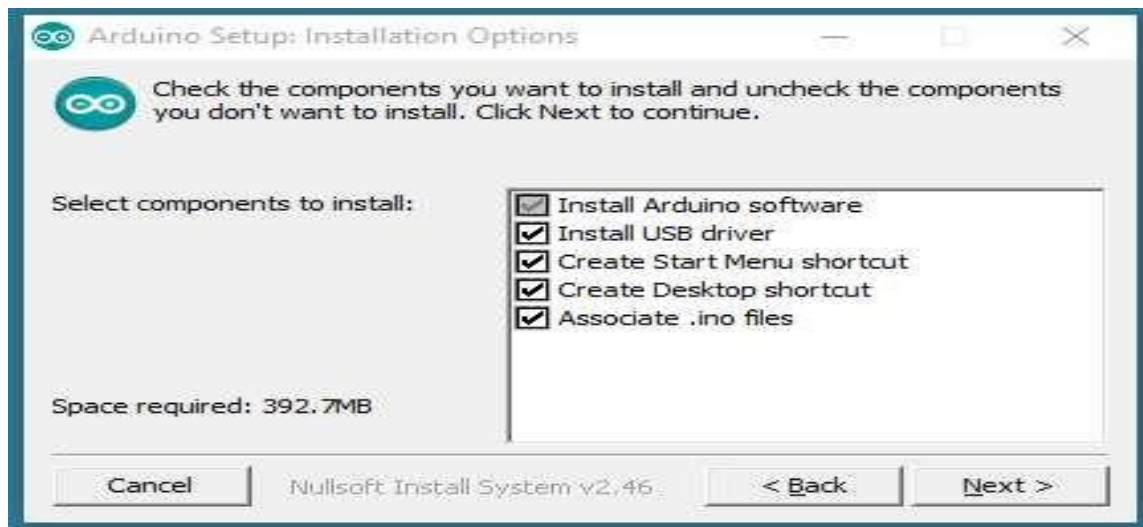 Arduino Setup: Installation Options
Check the components you want to install and uncheck the components
you don't want to install. Click Next to continue.
Select components to install:
Install Arduino software
Install USB driver
Create Start Menu shortcut
Create Desktop shortcut
Associate .ino files
Space required: 392.7MB
Cancel
Nullsoft Install System v2.46
< Back
Next >